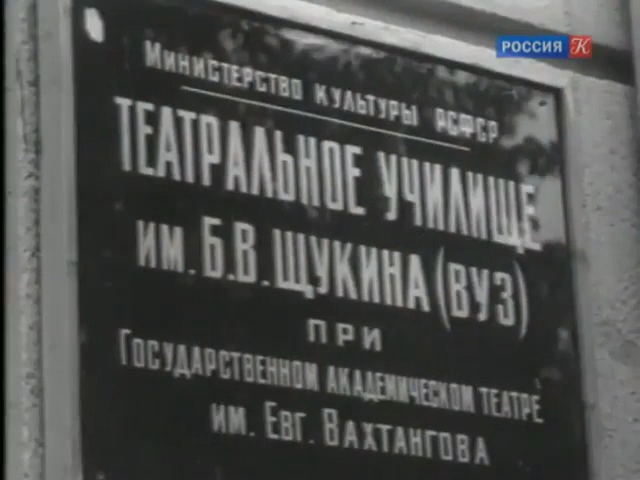 РОССИЯ К
Министерство культуры РСФСР
ТЕАТРАЛЬНОЕ УЧИЛИЩЕ
ИМ. Б.В. ЩУКИНА (ВУЗ)
ПРИ
ГОСУДАРСТВЕННОМ АКАДЕМИЧЕСКОМ ТЕАТРЕ
ИМ. ЕВГ. ВАХТАНГОВА